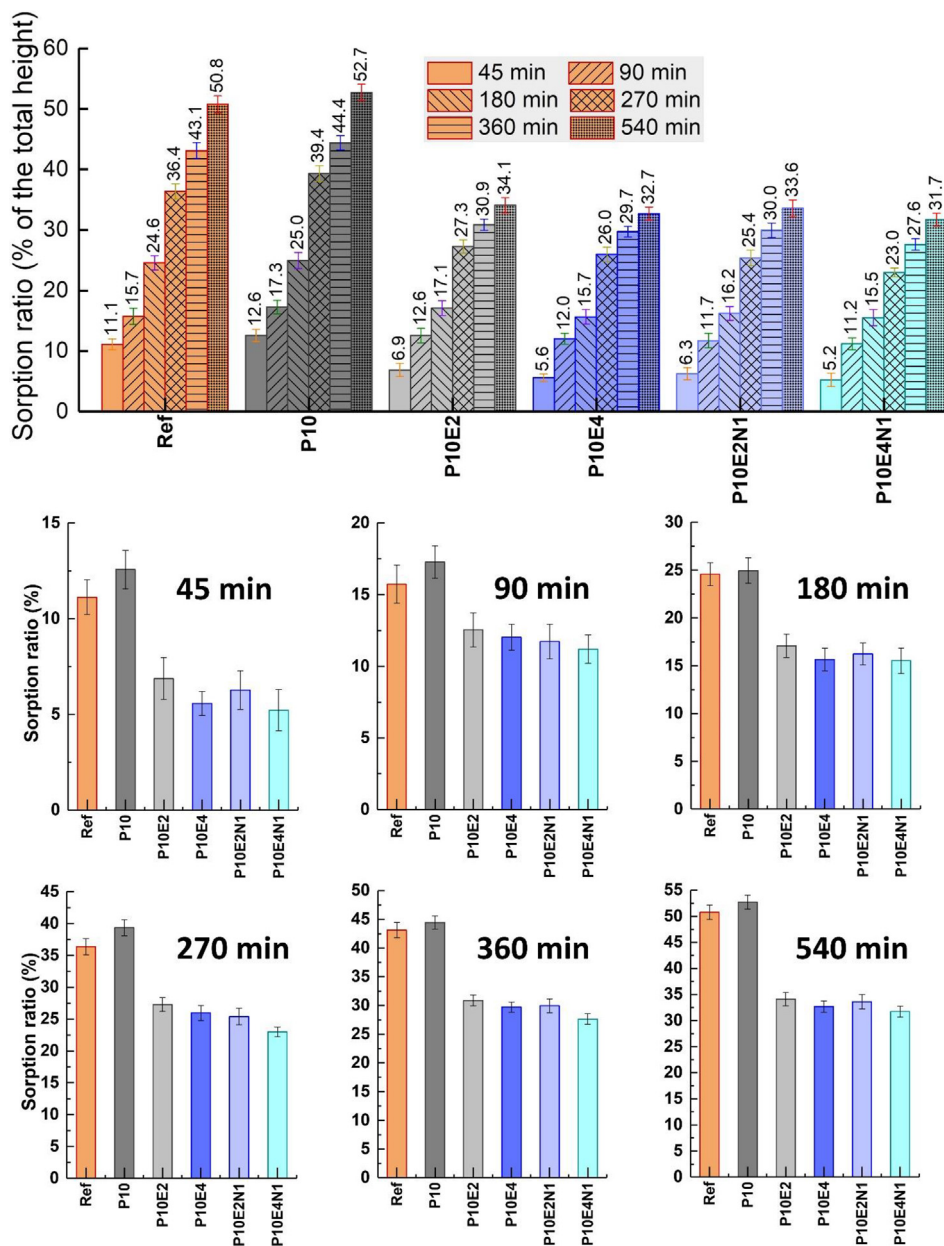 Sorption ratio (% of the total height)
60
50
40
30
20
10
0
45 min 90 min
180 min 270 min
360 min 540 min
11.1 15.7 24.6 36.4 43.1 50.8
12.6 17.3 25.0 39.4 44.4 52.7
6.9 12.6 17.1 27.3 30.9 34.1
5.6 12.0 15.7 26.0 29.7 32.7
6.3 11.7 16.2 25.4 30.0 33.6
5.2 11.2 15.5 23.0 27.6 31.7
Ref P10 P10E2 P10E4 P10E2N1 P10E4N1
Sorption ratio (%)
15
10
5
0
45 min
Ref P10 P10E2 P10E4 P10E2N1 P10E4N1
20
15
10
5
0
90 min
Ref P10 P10E2 P10E4 P10E2N1 P10E4N1
30
25
20
15
10
5
0
180 min
Ref P10 P10E2 P10E4 P10E2N1 P10E4N1
Sorption ratio (%)
45
40
35
30
25
20
15
10
5
0
270 min
Ref P10 P10E2 P10E4 P10E2N1 P10E4N1
50
45
40
35
30
25
20
15
10
5
0
360 min
Ref P10 P10E2 P10E4 P10E2N1 P10E4N1
55
50
45
40
35
30
25
20
15
10
5
0
540 min
Ref P10 P10E2 P10E4 P10E2N1 P10E4N1